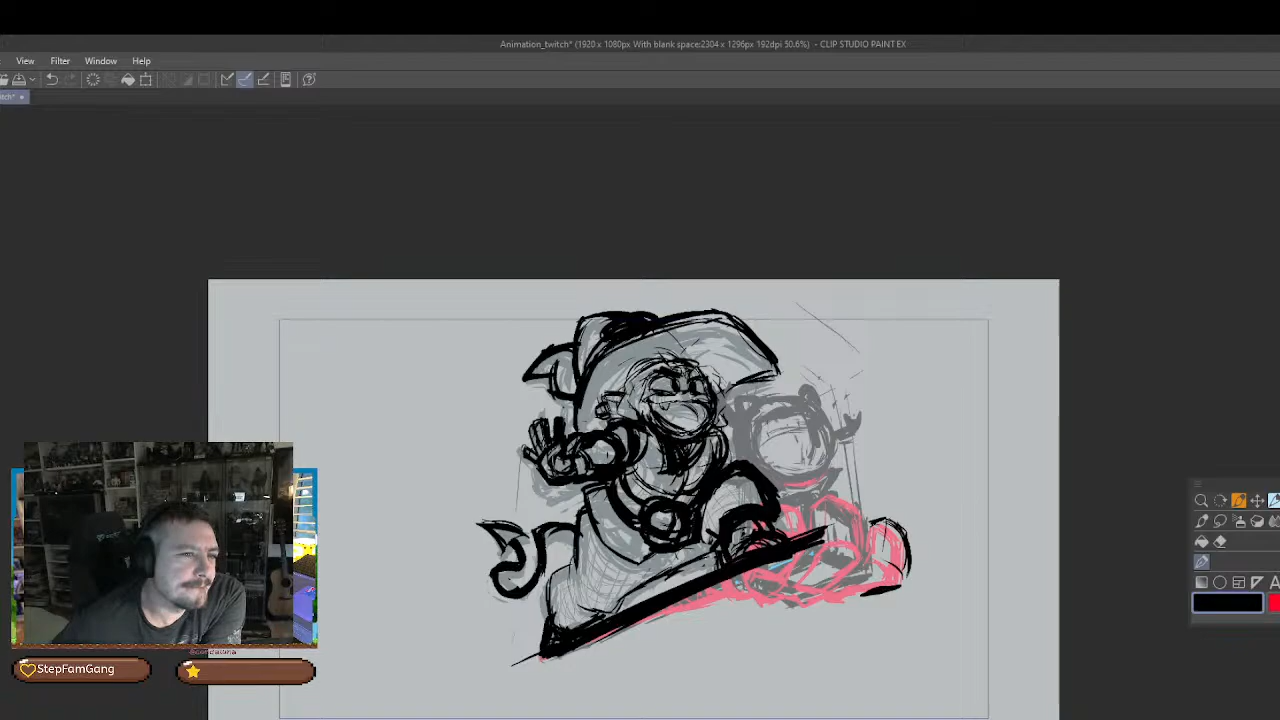 Animation_twitch* (1920 x 1080px With blank space:2304 x 1296px 192dpi 50.6%) - CLIP STUDIO PAINT EX
View Filter Window Help
StepFamGang